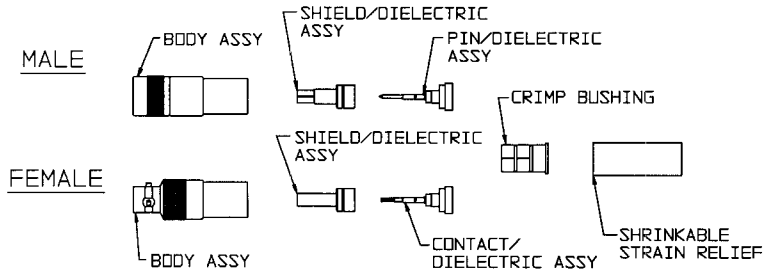 SHIELD/DIELECTRIC
ASSY
BODY ASSY
PIN/DIELECTRIC
ASSY
MALE
CRIMP BUSHING
SHIELD/DIELECTRIC
ASSY
FEMALE
CONTACT/
DIELECTRIC ASSY
SHRINKABLE
STRAIN RELIEF
BODY ASSY